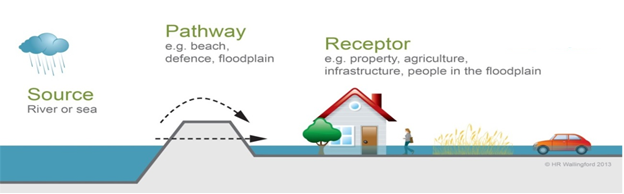 Source
River or sea
Pathway
e.g. beach,
defence, floodplain
Receptor
e.g. property, agriculture,
infrastructure, people in the floodplain
© HR Wallingford 2013